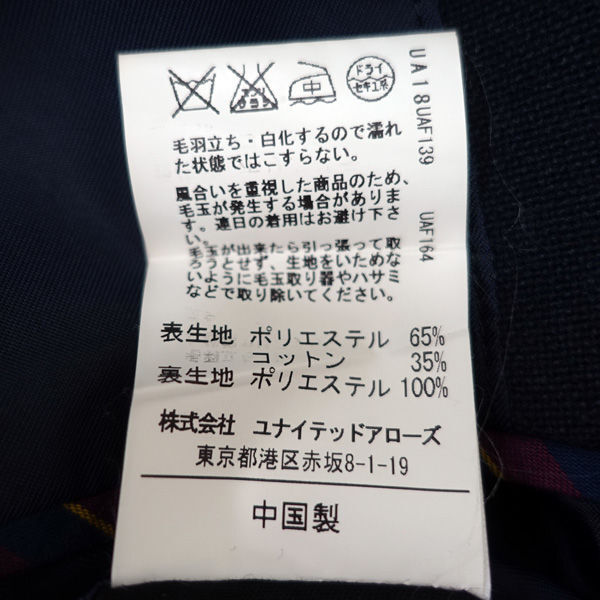 中
ドライ
セキユ系
毛羽立ち・白化するので濡れ
た状態ではこすらない。
風合いを重視した商品のため、
毛玉が発生する場合がありま
す。連日の着用はお避け下さ
い。
毛玉が出来たら引っ張って取
ろうとせず、生地をいためな
いように毛玉取り器やハサミ
などで取り除いてください。
表生地 ポリエステル 65%
コットン 35%
裏生地 ポリエステル 100%
株式会社 ユナイテッドアローズ
東京都港区赤坂8-1-19
中国製
UA18UAF139
UAF164